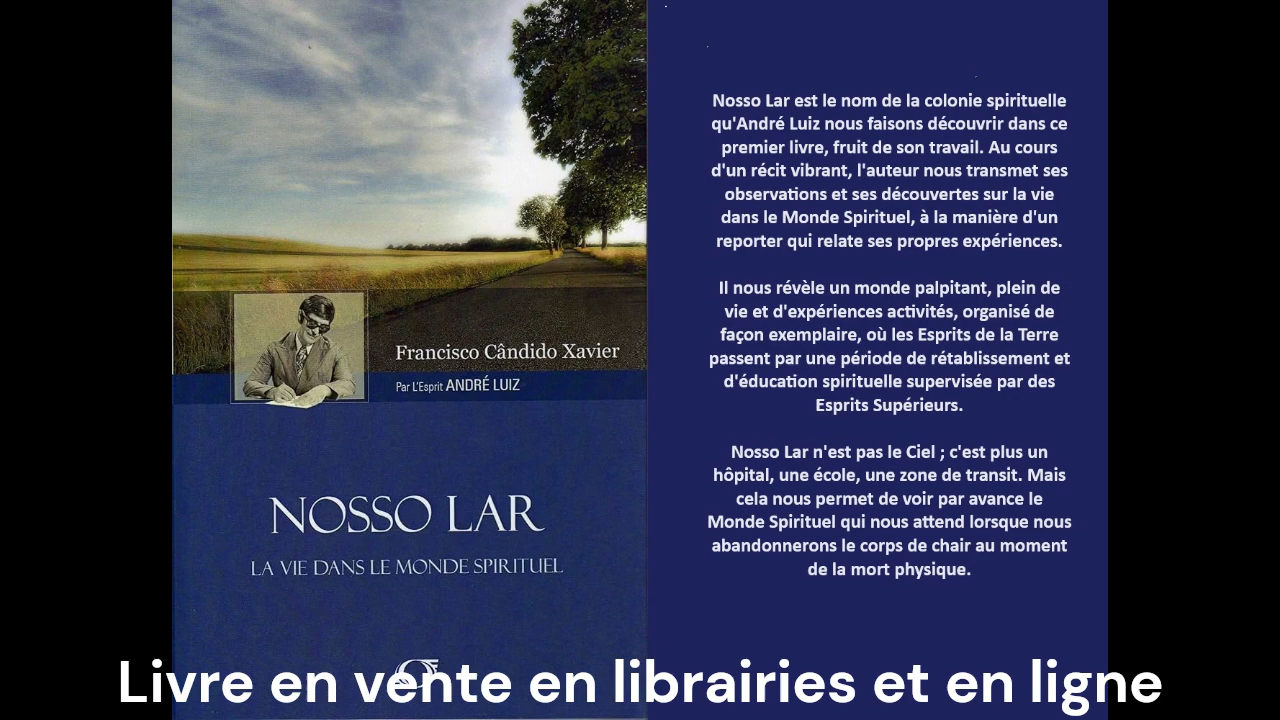 Francisco Cândido Xavier
Par L'Esprit ANDRÉ LUIZ
NOSSO LAR
LA VIE DANS LE MONDE SPIRITUEL
Nosso Lar est le nom de la colonie spirituelle
qu'André Luiz nous faisons découvrir dans ce
premier livre, fruit de son travail. Au cours
d'un récit vibrant, l'auteur nous transmet ses
observations et ses découvertes sur la vie
dans le Monde Spirituel, à la manière d'un
reporter qui relate ses propres expériences.
Il nous révèle un monde palpitant, plein de
vie et d'expériences activités, organisé de
façon exemplaire, où les Esprits de la Terre
passent par une période de rétablissement et
d'éducation spirituelle supervisée par des
Esprits Supérieurs.
Nosso Lar n'est pas le Ciel ; c'est plus un
hôpital, une école, une zone de transit. Mais
cela nous permet de voir par avance le
Monde Spirituel qui nous attend lorsque nous
abandonnerons le corps de chair au moment
de la mort physique.
Livre en vente en librairies et en ligne